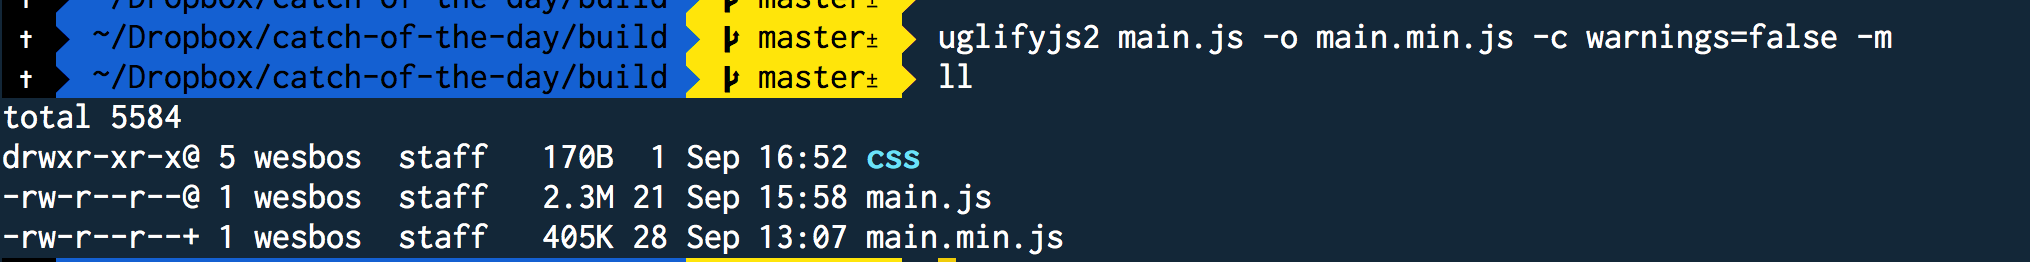 † ~/Dropbox/catch-of-the-day/build master±
† ~/Dropbox/catch-of-the-day/build master± uglifyjs2 main.js -o main.min.js -c warnings=false -m
† ~/Dropbox/catch-of-the-day/build master± ll
total 5584
drwxr-xr-x@ 5 wesbos staff 170B 1 Sep 16:52 css
-rw-r--r--@ 1 wesbos staff 2.3M 21 Sep 15:58 main.js
-rw-r--r--+ 1 wesbos staff 405K 28 Sep 13:07 main.min.js